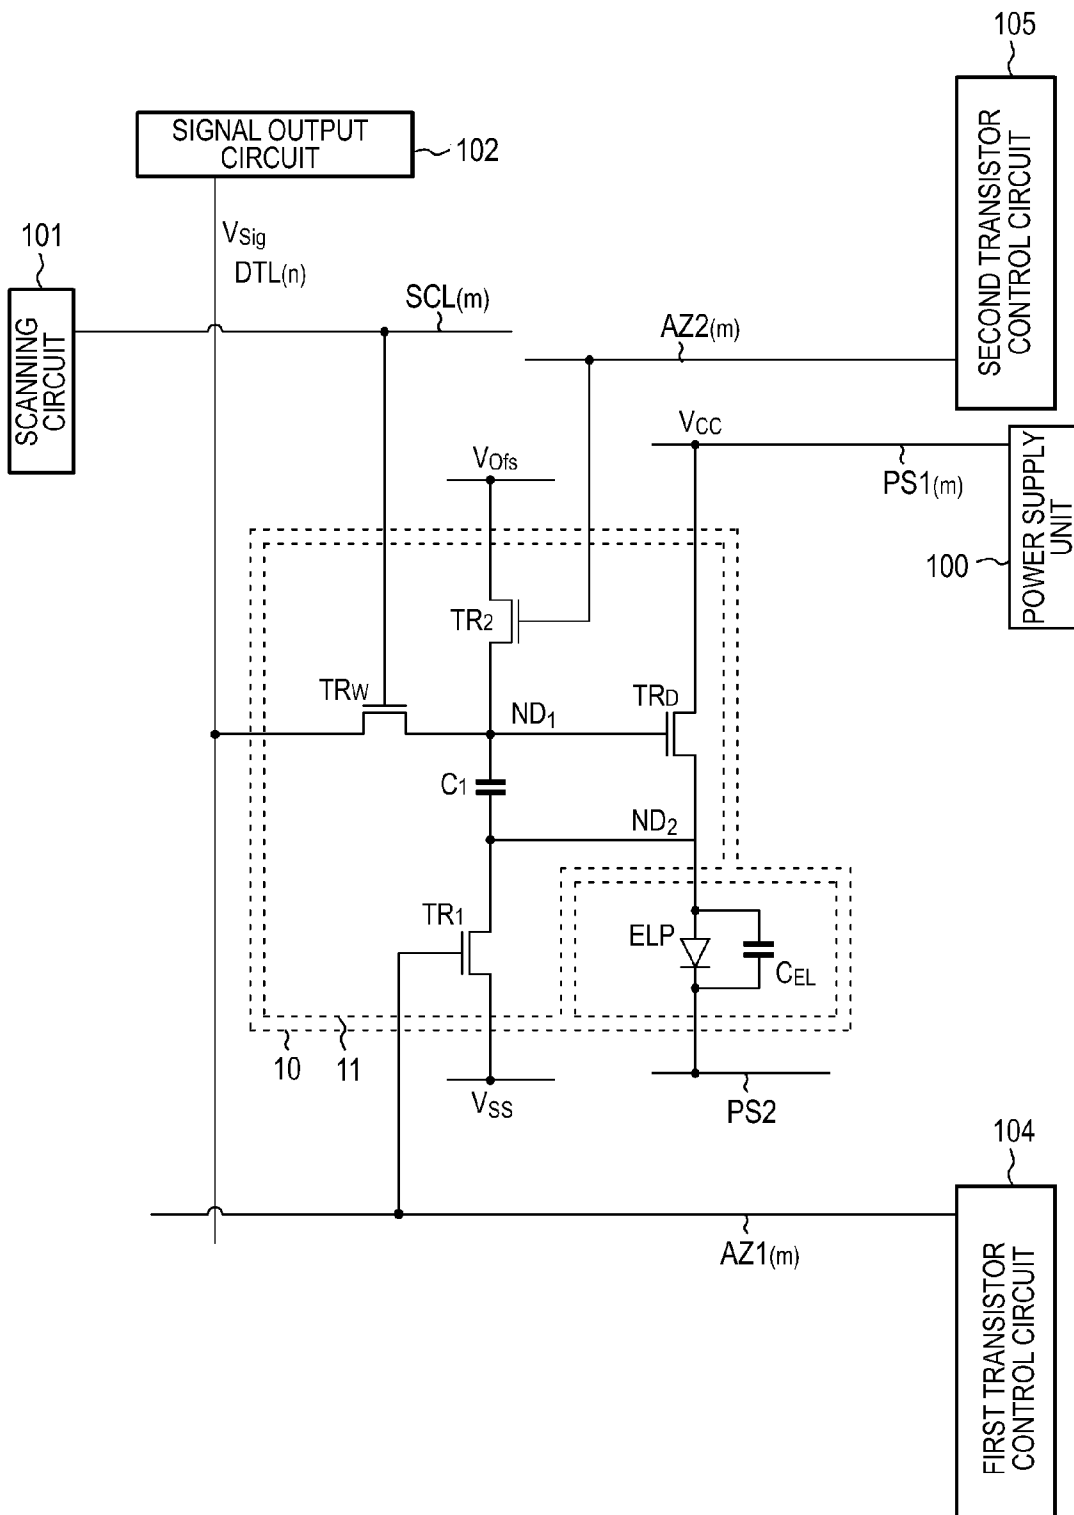 105
SIGNAL OUTPUT
CIRCUIT
102
SECOND TRANSISTOR
CONTROL CIRCUIT
101
VSig
DTL(n)
SCANNING
CIRCUIT
SCL(m)
AZ2(m)
VCC
VOfs
PS1(m)
POWER SUPPLY
UNIT
100
TR2
TRW
ND1
TRD
C1
ND2
TR1
ELP
CEL
10
11
VSS
PS2
104
AZ1(m)
FIRST TRANSISTOR
CONTROL CIRCUIT